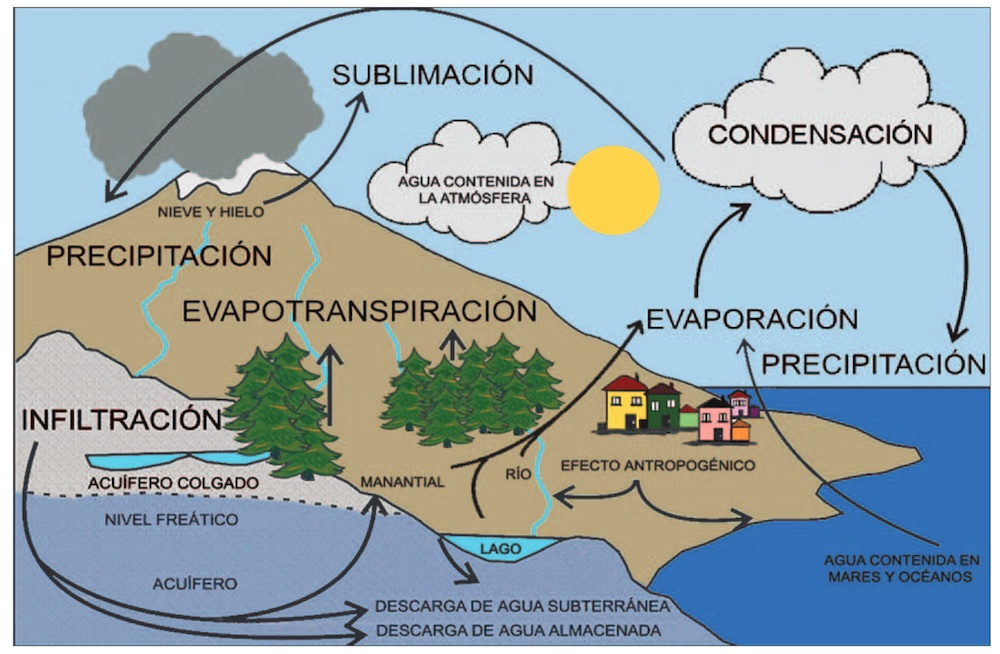 SUBLIMACIÓN
CONDENSACIÓN
AGUA CONTENIDA EN
LA ATMÓSFERA
NIEVE Y HIELO
PRECIPITACIÓN
EVAPOTRANSPIRACIÓN
EVAPORACIÓN
PRECIPITACIÓN
INFILTRACIÓN
ACUÍFERO COLGADO
MANANTIAL
RÍO
EFECTO ANTROPOGÉNICO
NIVEL FREÁTICO
LAGO
AGUA CONTENIDA EN
MARES Y OCÉANOS
ACUÍFERO
DESCARGA DE AGUA SUBTERRÁNEA
DESCARGA DE AGUA ALMACENADA